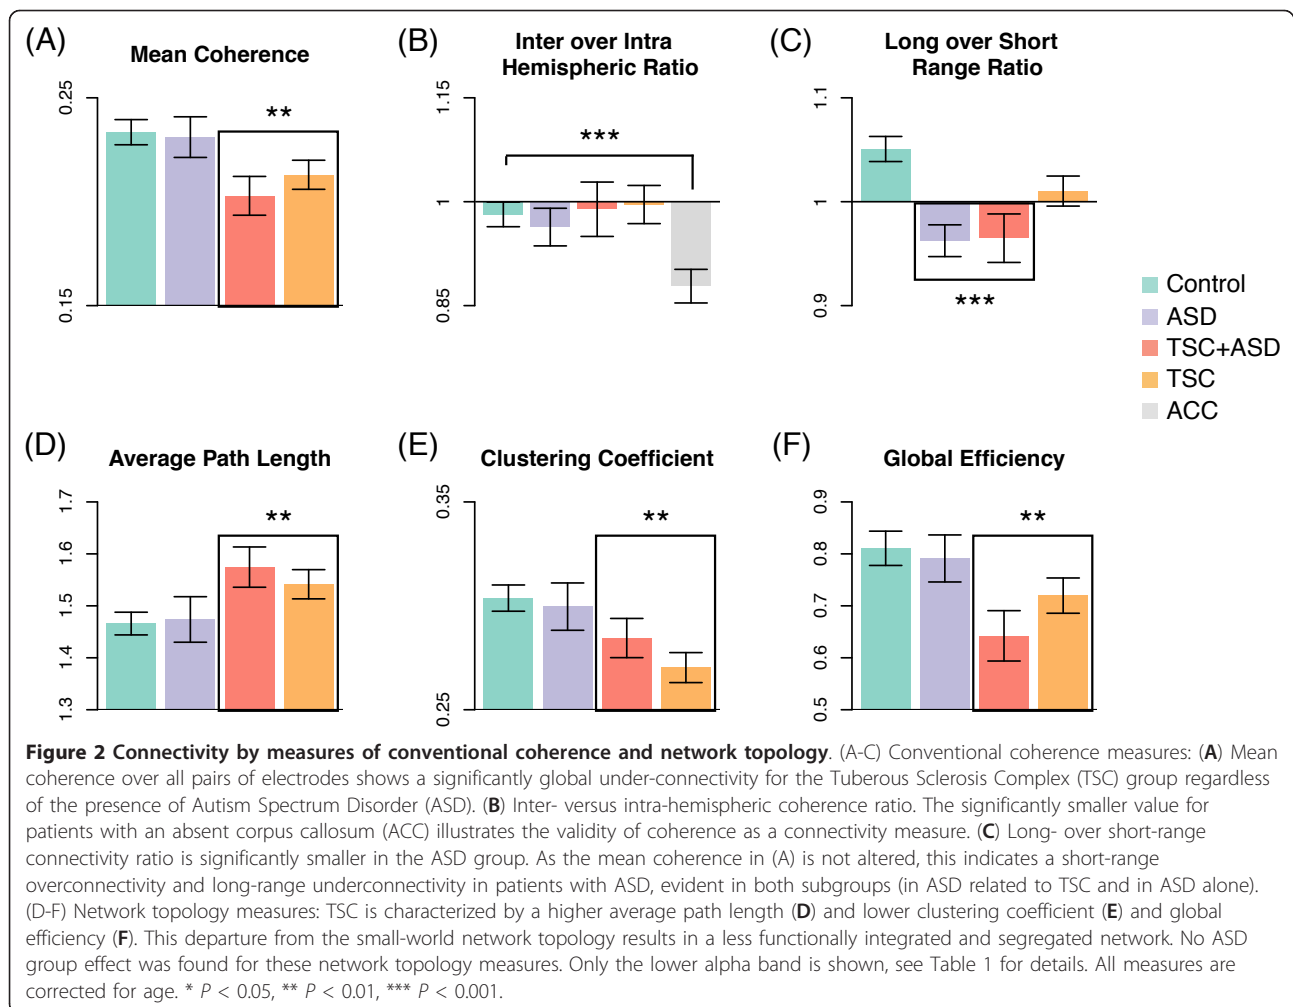 (A)
Mean Coherence
0.25
0.15
**
(B)
Inter over Intra
Hemispheric Ratio
1.15
1
0.85
***
(C)
Long over Short
Range Ratio
1.1
1
0.9
***
Control
ASD
TSC+ASD
TSC
ACC
(D)
Average Path Length
1.7
1.6
1.5
1.4
1.3
**
(E)
Clustering Coefficient
0.35
0.25
**
(F)
Global Efficiency
0.9
0.8
0.7
0.6
0.5
**
Figure 2 Connectivity by measures of conventional coherence and network topology. (A-C) Conventional coherence measures: (A) Mean
coherence over all pairs of electrodes shows a significantly global under-connectivity for the Tuberous Sclerosis Complex (TSC) group regardless
of the presence of Autism Spectrum Disorder (ASD). (B) Inter- versus intra-hemispheric coherence ratio. The significantly smaller value for
patients with an absent corpus callosum (ACC) illustrates the validity of coherence as a connectivity measure. (C) Long- over short-range
connectivity ratio is significantly smaller in the ASD group. As the mean coherence in (A) is not altered, this indicates a short-range
overconnectivity and long-range underconnectivity in patients with ASD, evident in both subgroups (in ASD related to TSC and in ASD alone).
(D-F) Network topology measures: TSC is characterized by a higher average path length (D) and lower clustering coefficient (E) and global
efficiency (F). This departure from the small-world network topology results in a less functionally integrated and segregated network. No ASD
group effect was found for these network topology measures. Only the lower alpha band is shown, see Table 1 for details. All measures are
corrected for age. * P < 0.05, ** P < 0.01, *** P < 0.001.